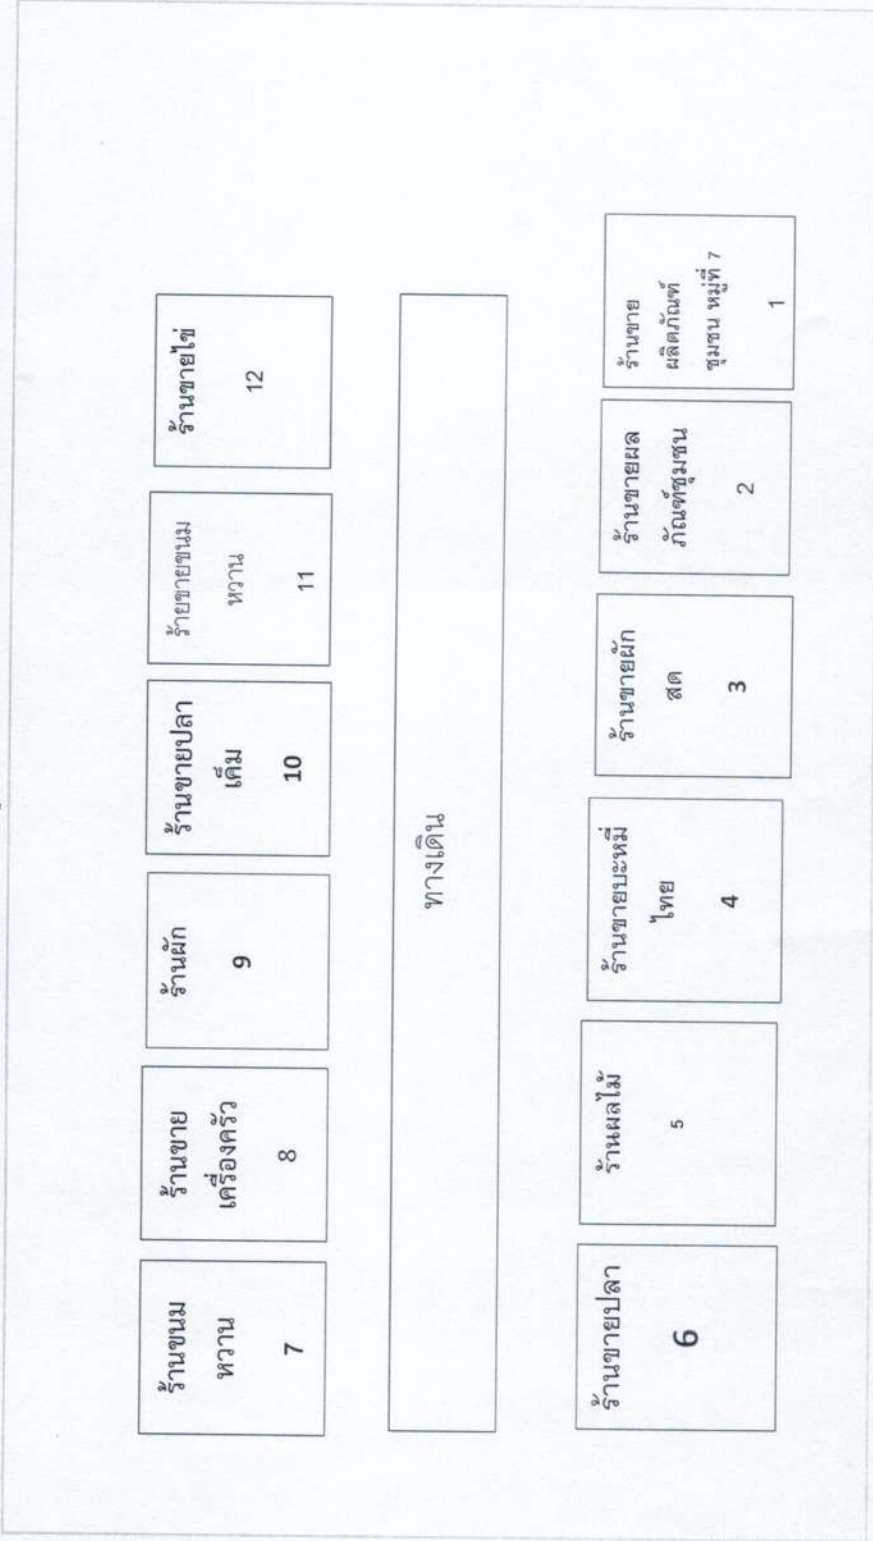 ร้านขนม
หวาน
7
ร้านขาย
เครื่องครัว
8
ร้านผัก
9
ร้านขายปลา
เค็ม
10
ร้ายขายขนม
หวาน
11
ร้านขายไข่
12
ทางเดิน
ร้านขายปลา
6
ร้านผลไม้
5
ร้านขายบะหมี่
ไทย
4
ร้านขายผัก
สด
3
ร้านขายผล
ภัณฑ์ชุมชน
2
ร้านขาย
ผลิตภัณฑ์
ชุมชน หมู่ที่ 7
1